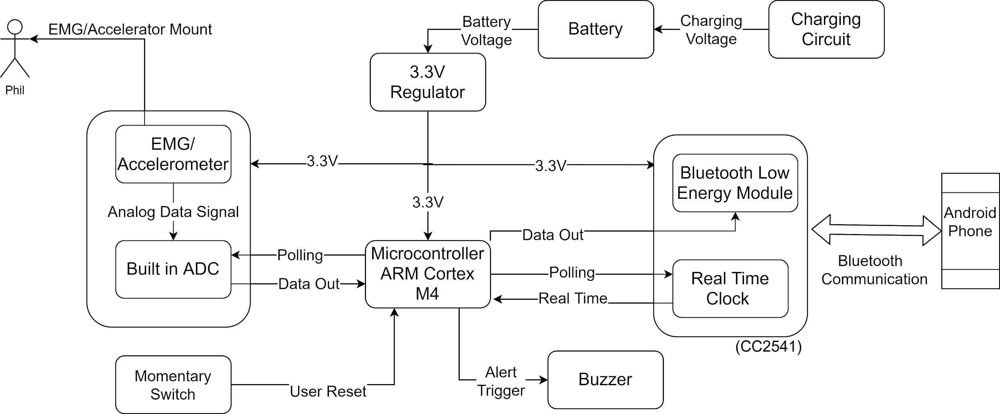 EMG/Accelerator Mount
Phil
Battery
Voltage
Battery
Charging
Voltage
Charging
Circuit
3.3V
Regulator
EMG/
Accelerometer
3.3V
3.3V
3.3V
Analog Data Signal
Built in ADC
Polling
Data Out
Microcontroller
ARM Cortex
M4
Data Out
Polling
Real Time
Bluetooth Low
Energy Module
Real Time
Clock
(CC2541)
Bluetooth
Communication
Android
Phone
Momentary
Switch
User Reset
Alert
Trigger
Buzzer